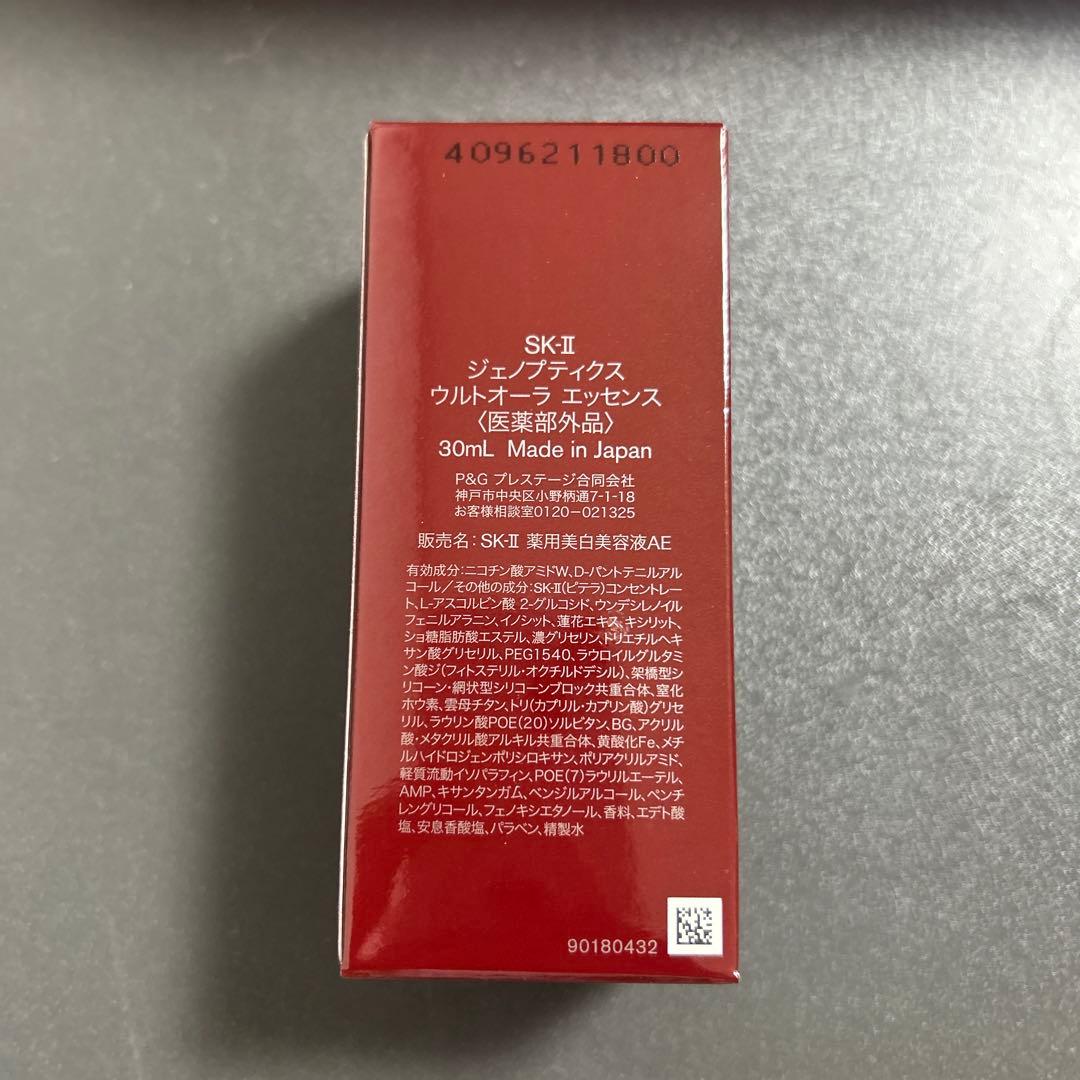 4096211800
SK-Ⅱ
ジェノプティクス
ウルトオーラ エッセンス
〈医薬部外品〉
30mL Made in Japan
P&G プレステージ合同会社
神戸市中央区小野柄通7-1-18
お客様相談室0120-021325
販売名：SK-Ⅱ 薬用美白美容液AE
有効成分：ニコチン酸アミドW、D-パントテニルアル
コール／その他の成分：SK-Ⅱ(ピテラ)コンセントレー
ト、L-アスコルビン酸 2-グルコシド、ウンデシレノイル
フェニルアラニン、イノシット、蓮花エキス、キシリット、
ショ糖脂肪酸エステル、濃グリセリン、トリエチルヘキ
サン酸グリセリル、PEG1540、ラウロイルグルタミ
ン酸ジ(フィトステリル・オクチルドデシル)、架橋型シ
リコーン・網状型シリコーンブロック共重合体、窒化
ホウ素、雲母チタン、トリ(カプリル・カプリン酸)グリセ
リル、ラウリン酸POE(20)ソルビタン、BG、アクリル
酸・メタクリル酸アルキル共重合体、黄酸化Fe、メチ
ルハイドロジェンポリシロキサン、ポリアクリルアミド、
軽質流動イソパラフィン、POE(7)ラウリルエーテル、
AMP、キサンタンガム、ベンジルアルコール、ペンチ
レングリコール、フェノキシエタノール、香料、エデト酸
塩、安息香酸塩、パラベン、精製水
90180432